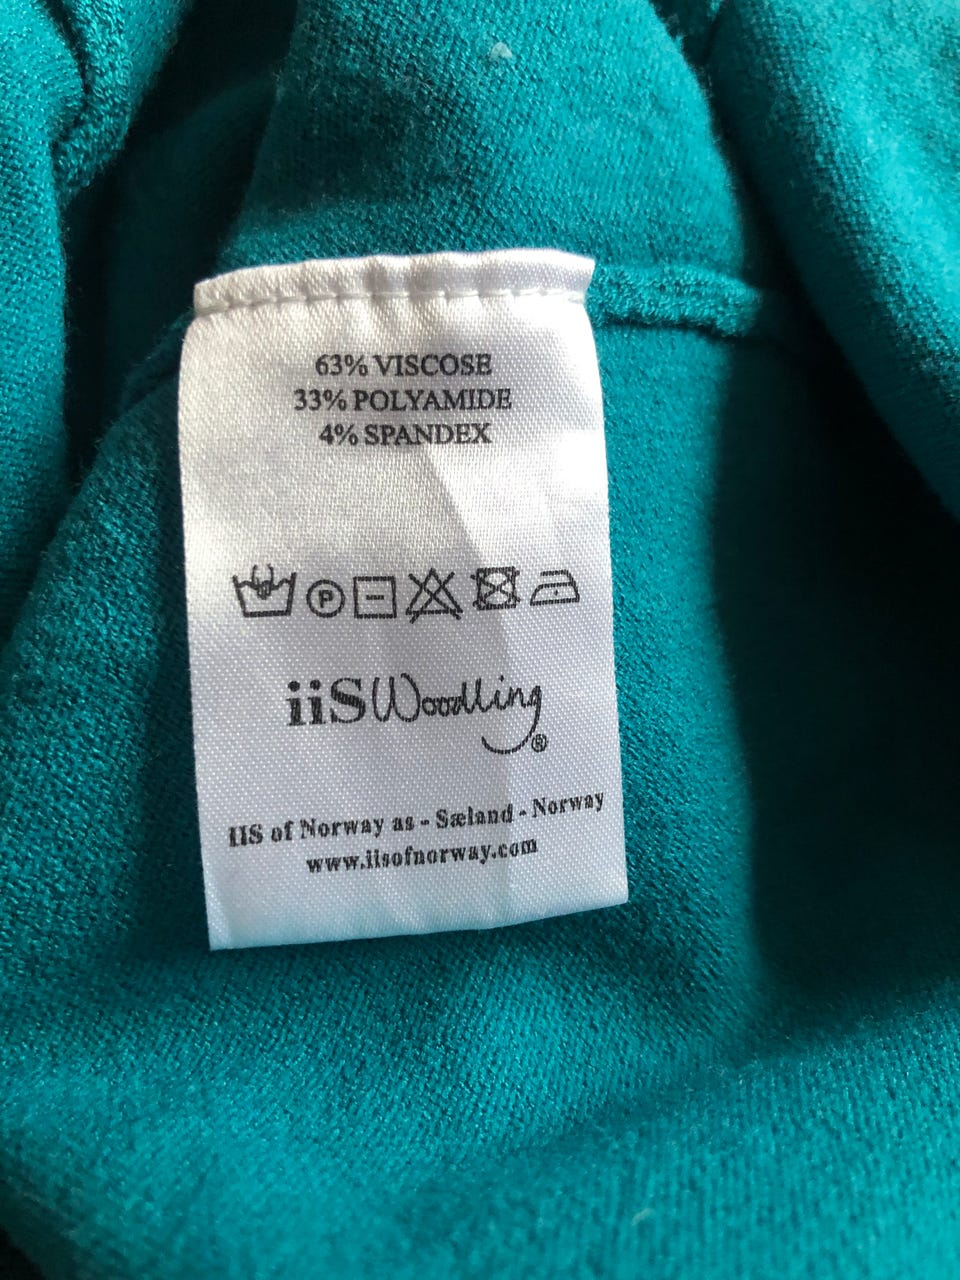 63% VISCOSE
33% POLYAMIDE
4% SPANDEX
P
iiS Woodling®
IIS of Norway as - Sæland - Norway
www.iisofnorway.com